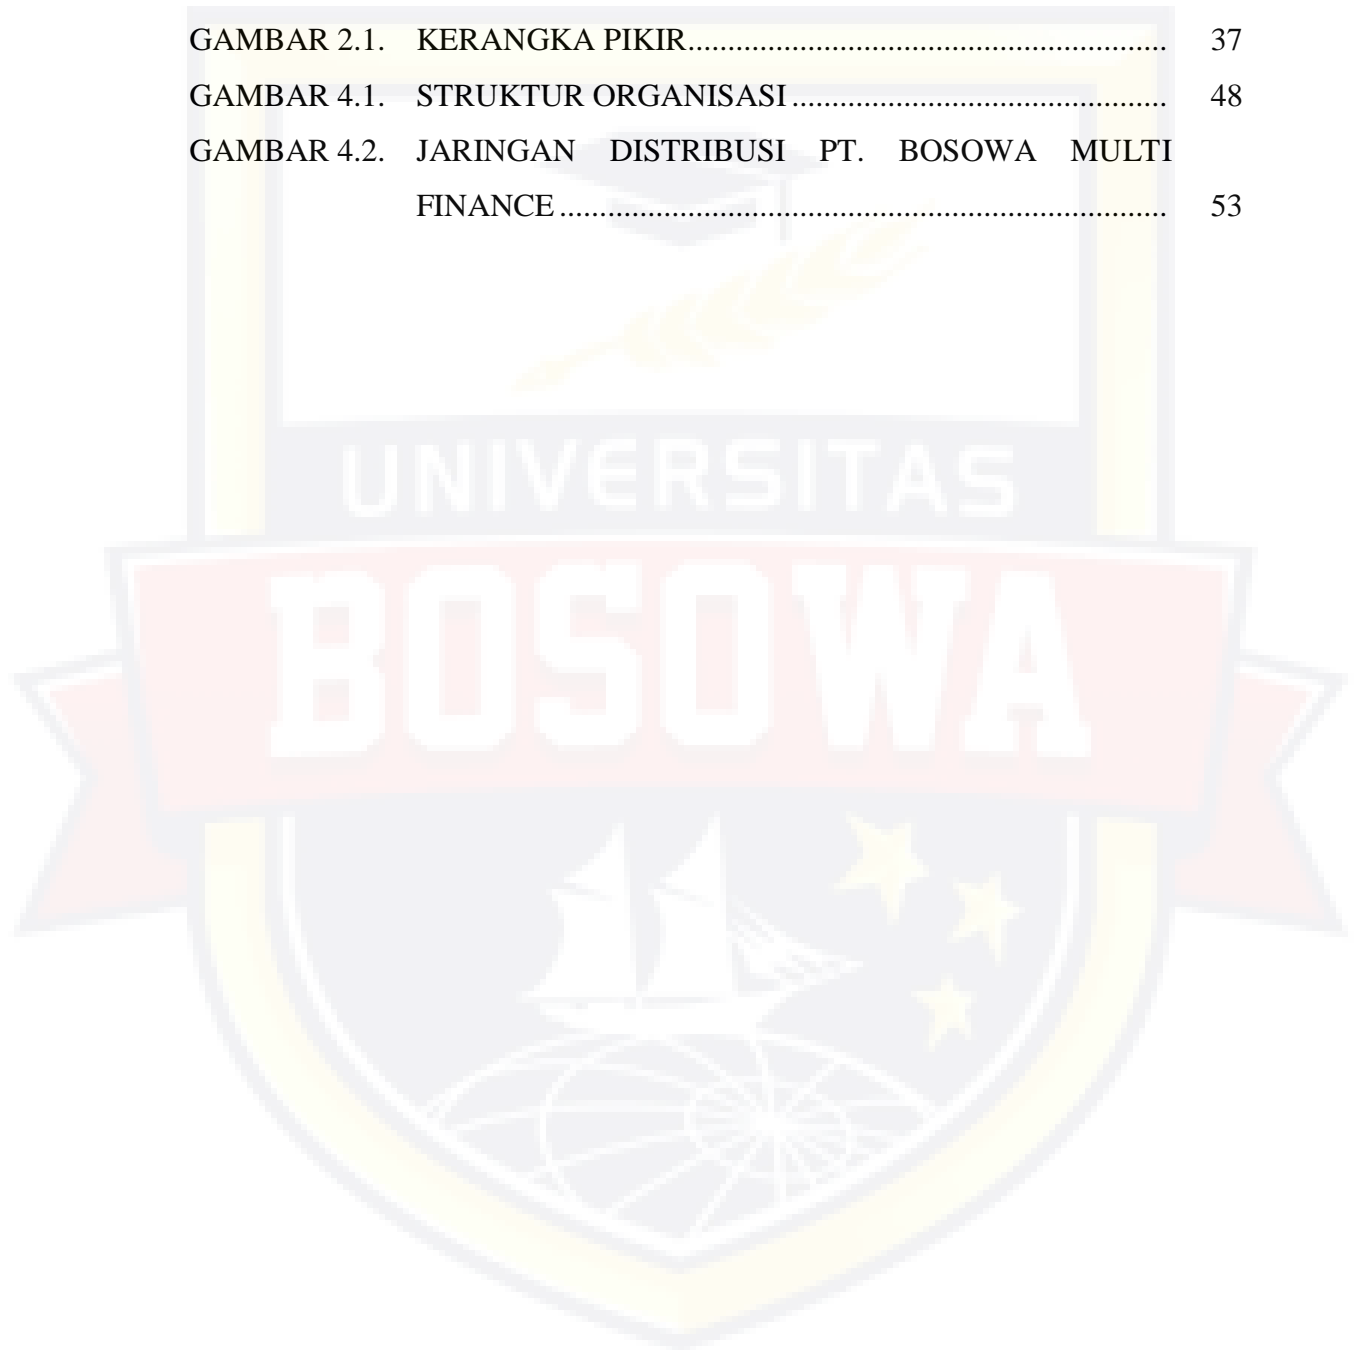 GAMBAR 2.1. KERANGKA PIKIR........................................................... 37
GAMBAR 4.1. STRUKTUR ORGANISASI .............................................. 48
GAMBAR 4.2. JARINGAN DISTRIBUSI PT. BOSOWA MULTI
FINANCE ........................................................................... 53
UNIVERSITAS
BOSOWA